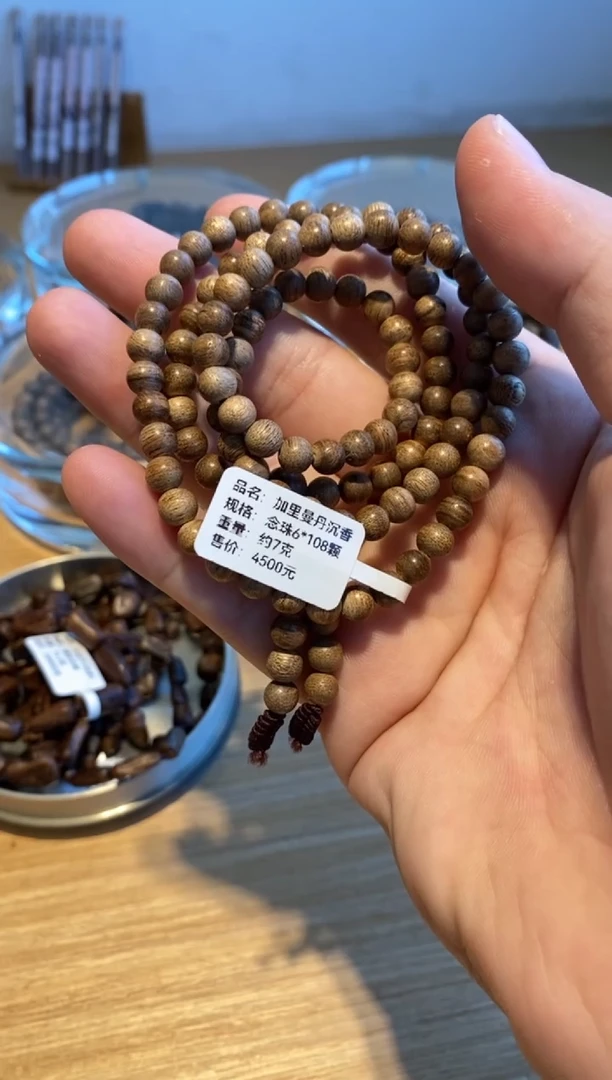 品名: 加里曼丹沉香
规格: 念珠6*108颗
重量: 约7克
售价: 4500元